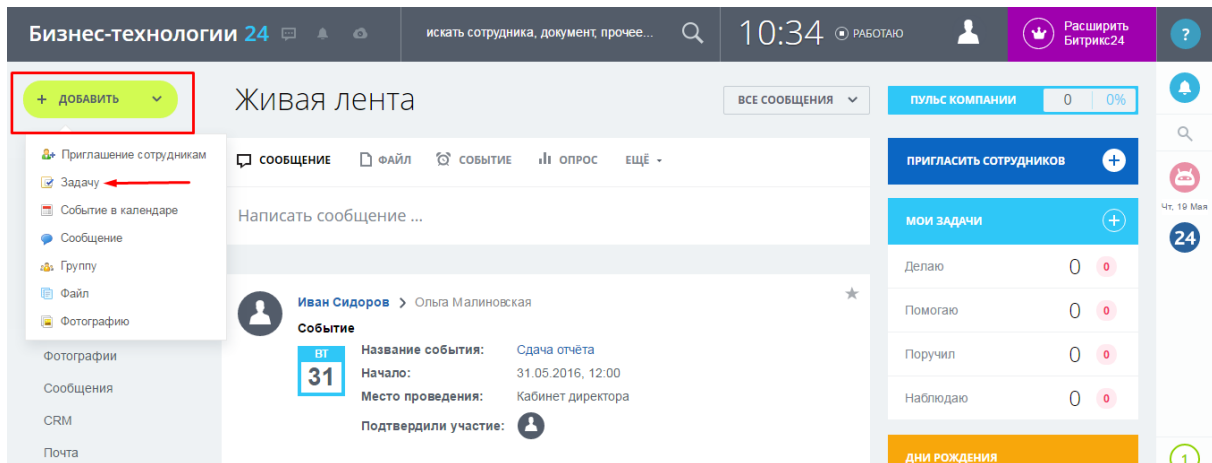 Бизнес-технологии 24
искать сотрудника, документ, прочее...
10:34 РАБОТАЮ
Расширить
Битрикс24
?
+ ДОБАВИТЬ
Живая лента
ВСЕ СООБЩЕНИЯ
ПУЛЬС КОМПАНИИ 0 0%
Приглашение сотрудникам
Задачу
Событие в календаре
Сообщение
Группу
Файл
Фотографию
Фотографии
Сообщения
CRM
Почта
СООБЩЕНИЕ ФАЙЛ СОБЫТИЕ ОПРОС ЕЩЁ
Написать сообщение ...
Иван Сидоров > Ольга Малиновская
Событие
ВТ
31
Название события: Сдача отчёта
Начало: 31.05.2016, 12:00
Место проведения: Кабинет директора
Подтвердили участие:
ПРИГЛАСИТЬ СОТРУДНИКОВ
МОИ ЗАДАЧИ
Делаю 0 0
Помогаю 0 0
Поручил 0 0
Наблюдаю 0 0
ДНИ РОЖДЕНИЯ
Чт, 19 Мая
24
1